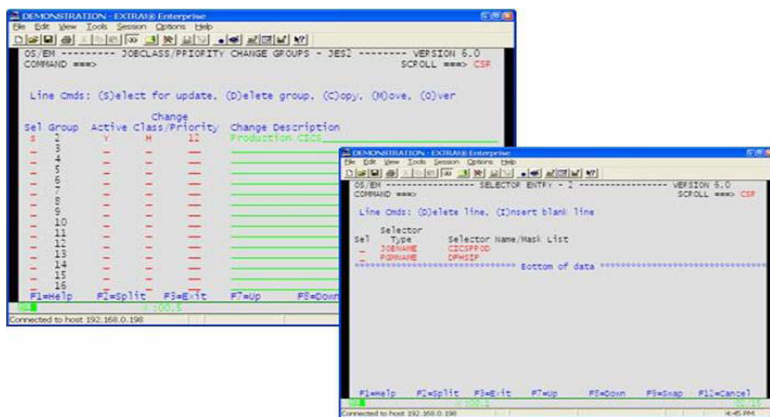 DEMONSTRATION - EXTRA!® Enterprise
File Edit View Tools Session Options Help
OS/EM --------- JOBCLASS/PRIORITY CHANGE GROUPS - JES2 -------- VERSION 6.0
COMMAND ===> SCROLL ===> CSR
Line Cmds: (S)elect for update, (D)elete group, (C)opy, (M)ove, (O)ver
Change
Sel Group Active Class/Priority Change Description
s 2 Y H 12 Production CICS
_ 3
_ 4
_ 5
_ 6
_ 7
_ 8
_ 9
_ 10
_ 11
_ 12
_ 13
_ 14
_ 15
_ 16
F1=Help F2=Split F3=Exit F7=Up F8=Down
Connected to host 192.168.0.198
DEMONSTRATION - EXTRA!® Enterprise
File Edit View Tools Session Options Help
OS/EM ----------------- SELECTOR ENTRY - 2 ----------------- VERSION 6.0
COMMAND ===> SCROLL ===> CSR
Line Cmds: (D)elete line, (I)nsert blank line
Selector
Sel Type Selector Name/Mask List
_ JOBNAME CICSPROD
_ PGMNAME DFHSIP
******************************** Bottom of data ********************************
F1=Help F2=Split F3=Exit F7=Up F8=Down F9=Swap F12=Cancel
Connected to host 192.168.0.198 4:45 PM